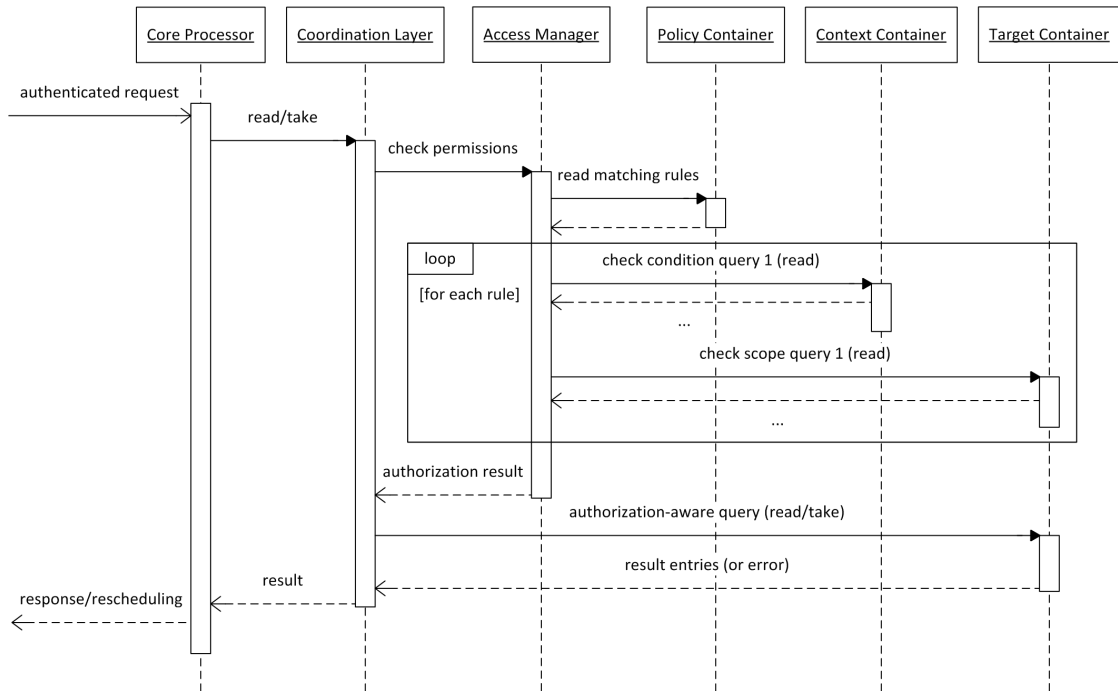 Core Processor
Coordination Layer
Access Manager
Policy Container
Context Container
Target Container
authenticated request
read/take
check permissions
read matching rules
loop
check condition query 1 (read)
[for each rule]
...
check scope query 1 (read)
...
authorization result
authorization-aware query (read/take)
result entries (or error)
result
response/rescheduling